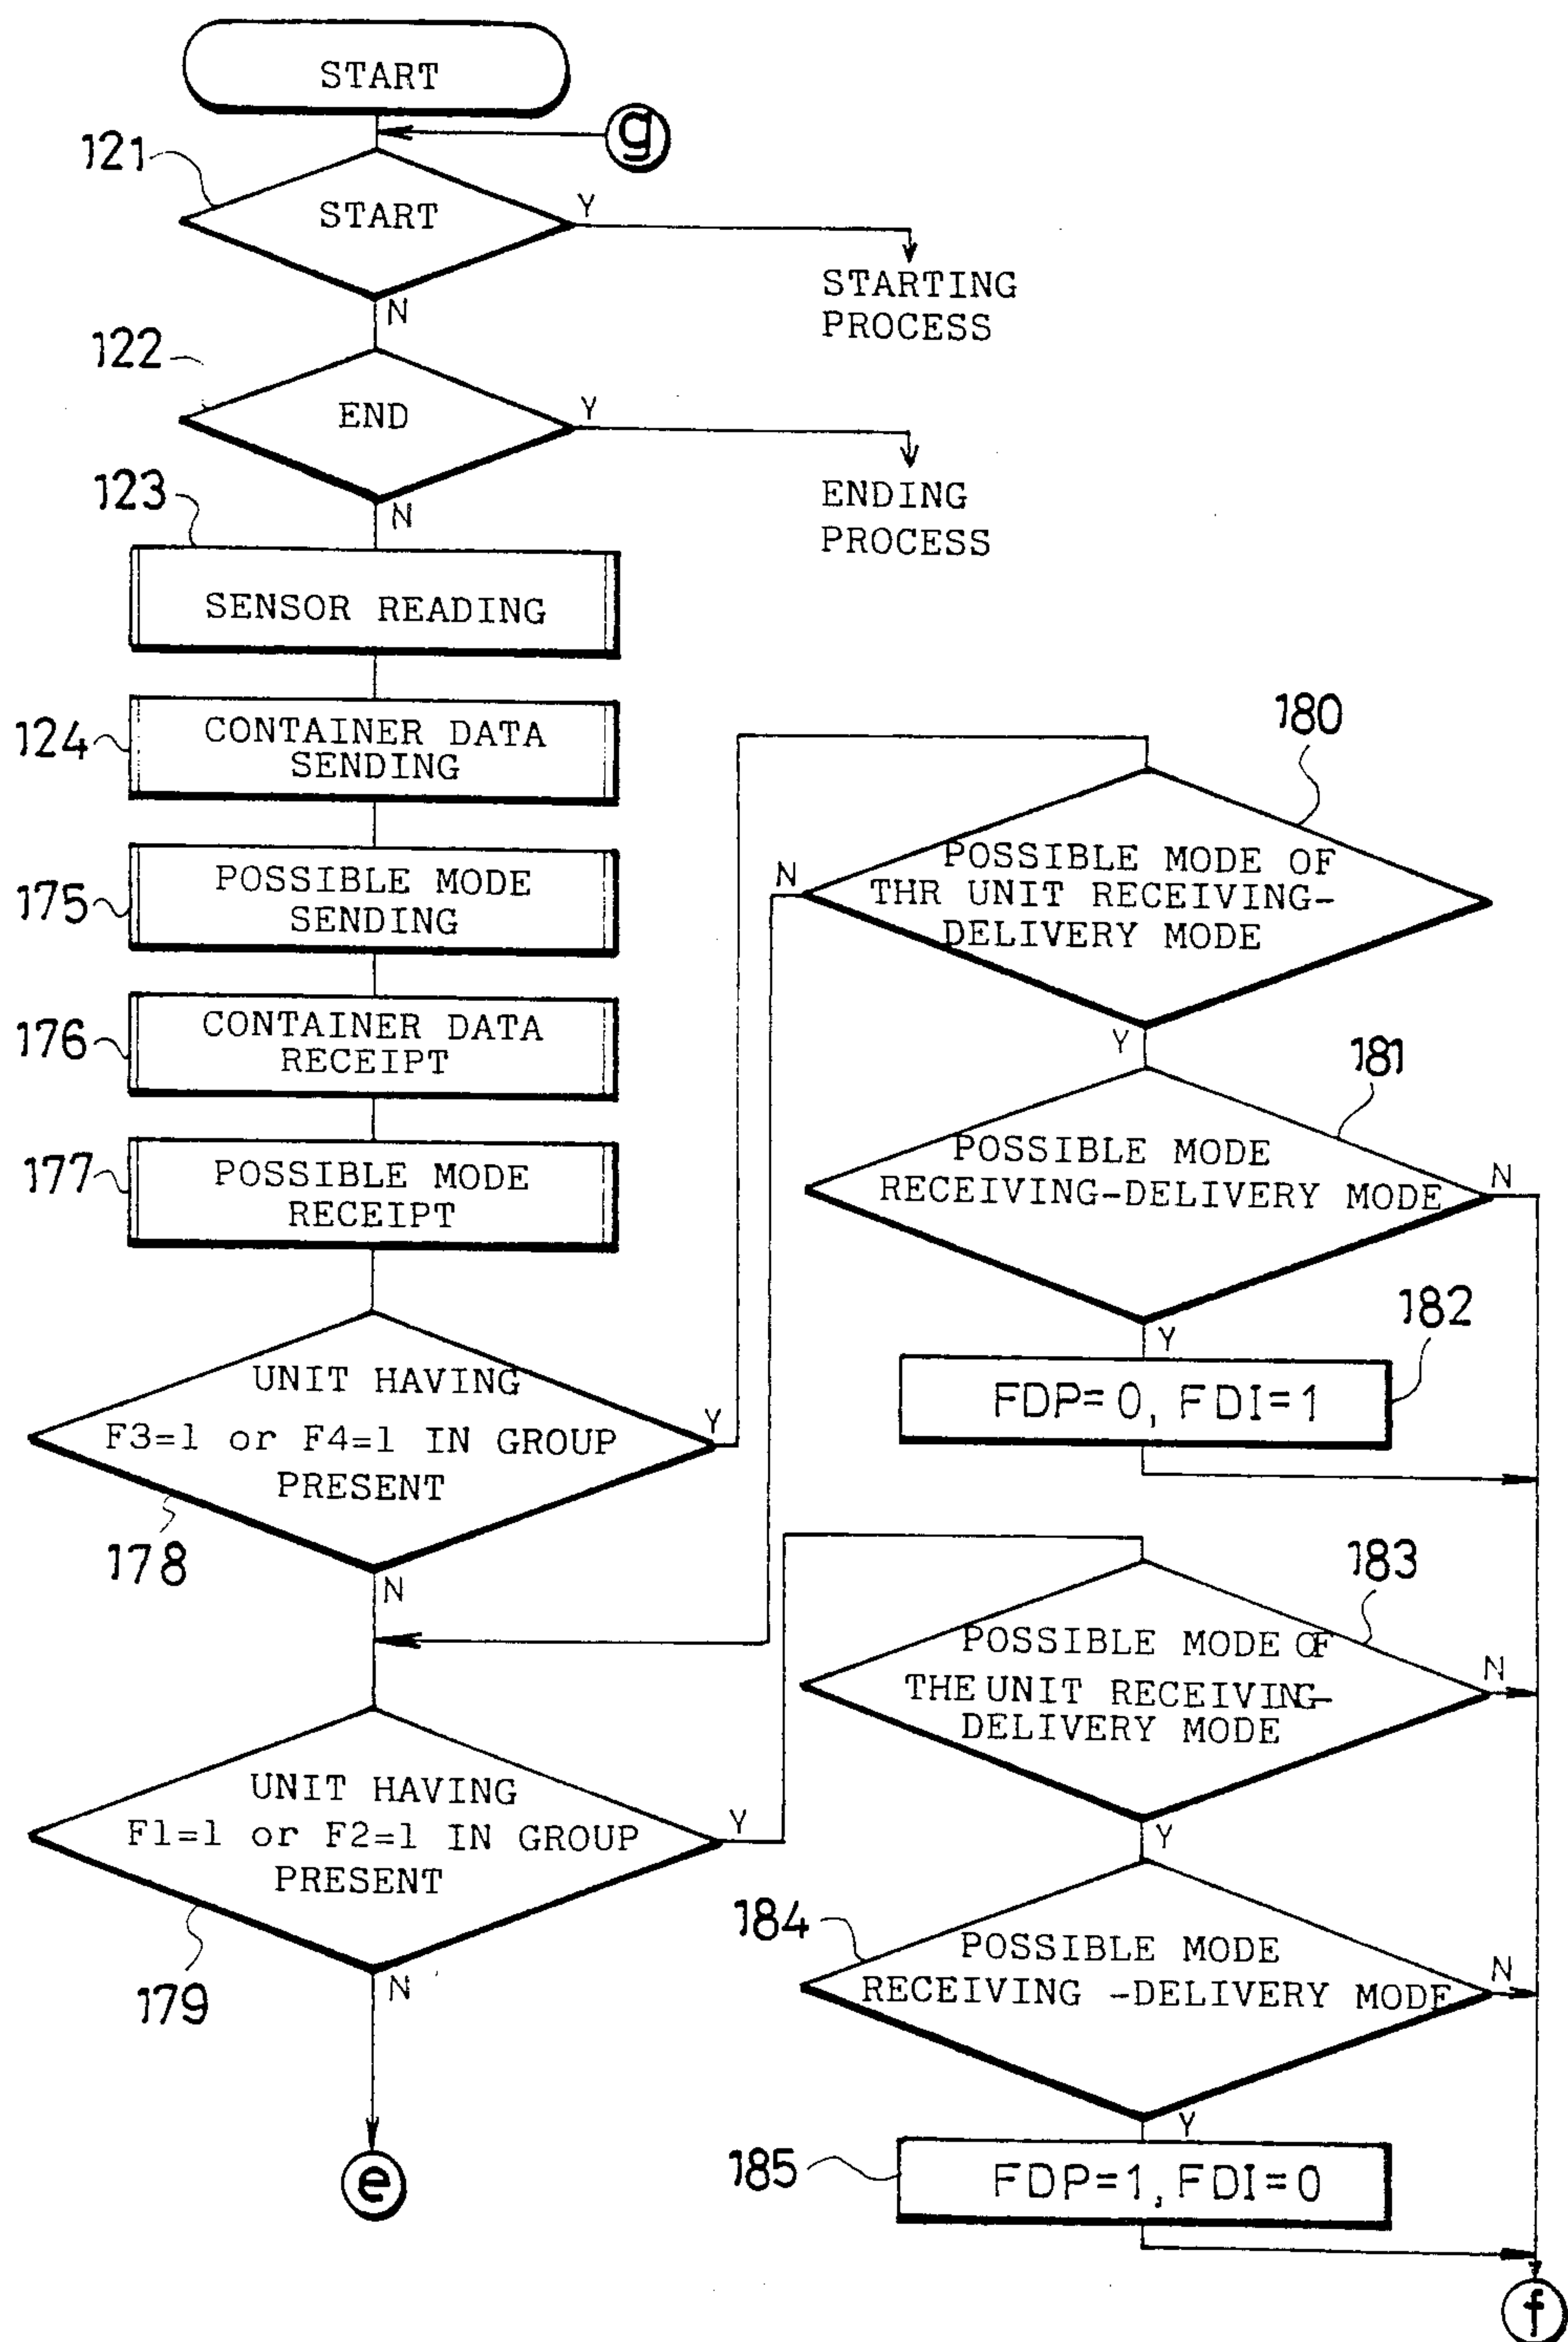 START
g
121
START
Y
STARTING
PROCESS
N
122
END
Y
ENDING
PROCESS
N
123
SENSOR READING
124
CONTAINER DATA
SENDING
175
POSSIBLE MODE
SENDING
176
CONTAINER DATA
RECEIPT
177
POSSIBLE MODE
RECEIPT
UNIT HAVING
F3=1 or F4=1 IN GROUP
PRESENT
Y
178
N
UNIT HAVING
F1=1 or F2=1 IN GROUP
PRESENT
Y
179
N
e
180
N
POSSIBLE MODE OF
THR UNIT RECEIVING-
DELIVERY MODE
Y
181
POSSIBLE MODE
RECEIVING-DELIVERY MODE
N
Y
182
FDP=0, FDI=1
183
POSSIBLE MODE OF
THE UNIT RECEIVING-
DELIVERY MODE
N
Y
184
POSSIBLE MODE
RECEIVING -DELIVERY MODE
N
Y
185
FDP=1, FDI=0
f